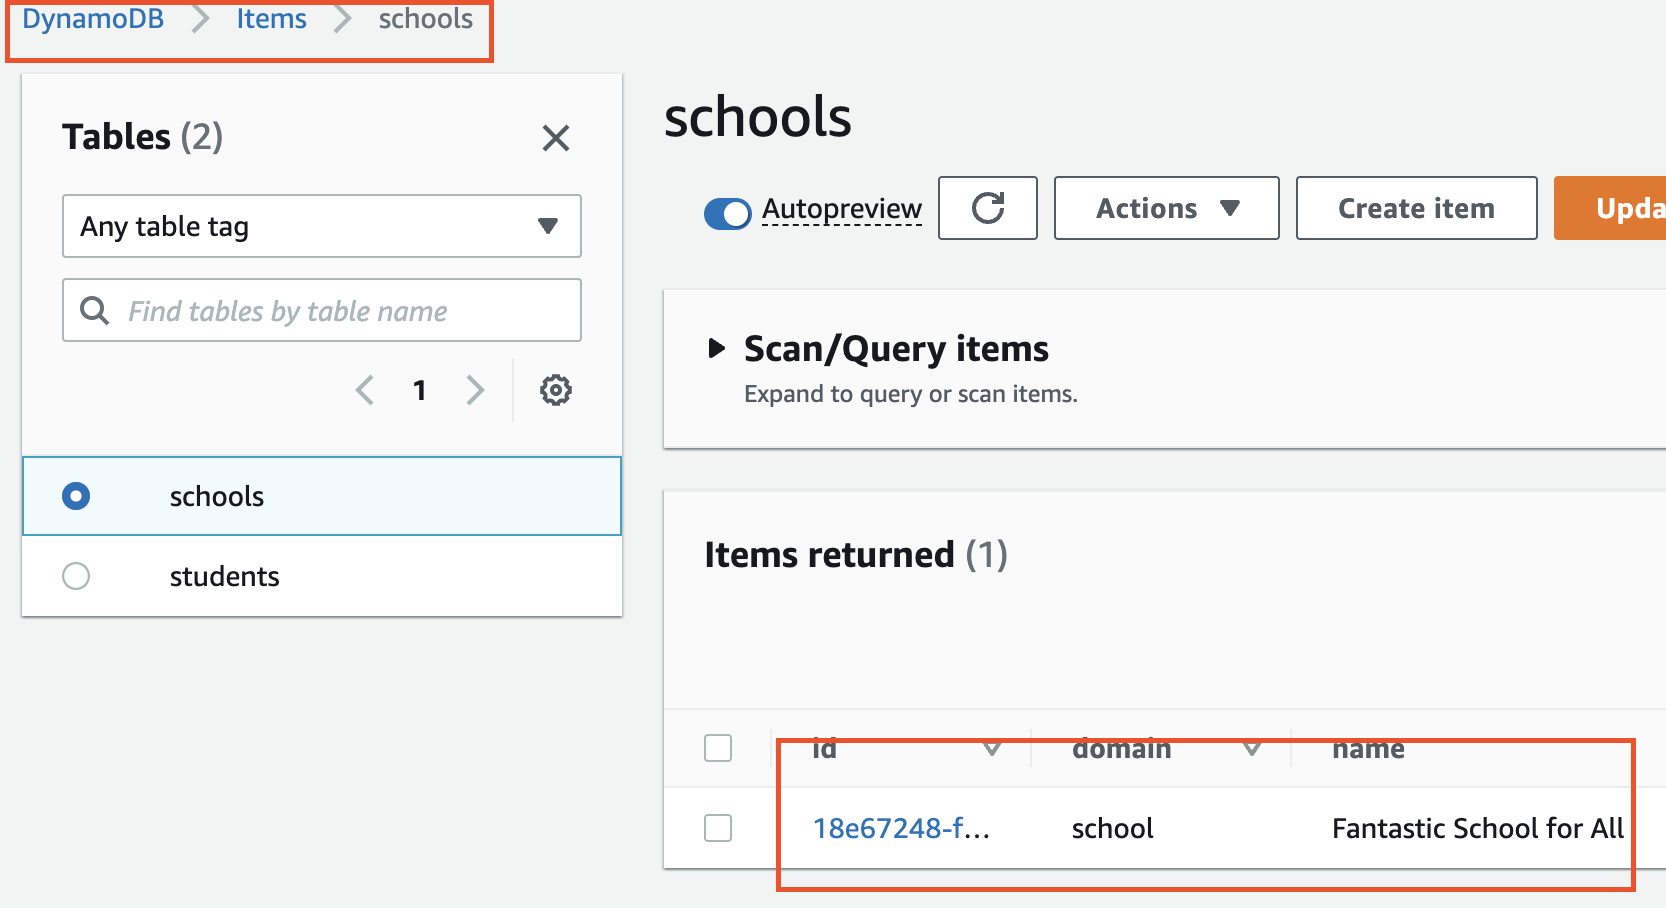 DynamoDB > Items > schools
Tables (2)
Any table tag
Find tables by table name
1
schools
students
schools
Autopreview
Actions
Create item
Upda
Scan/Query items
Expand to query or scan items.
Items returned (1)
id domain name
18e67248-f... school Fantastic School for All